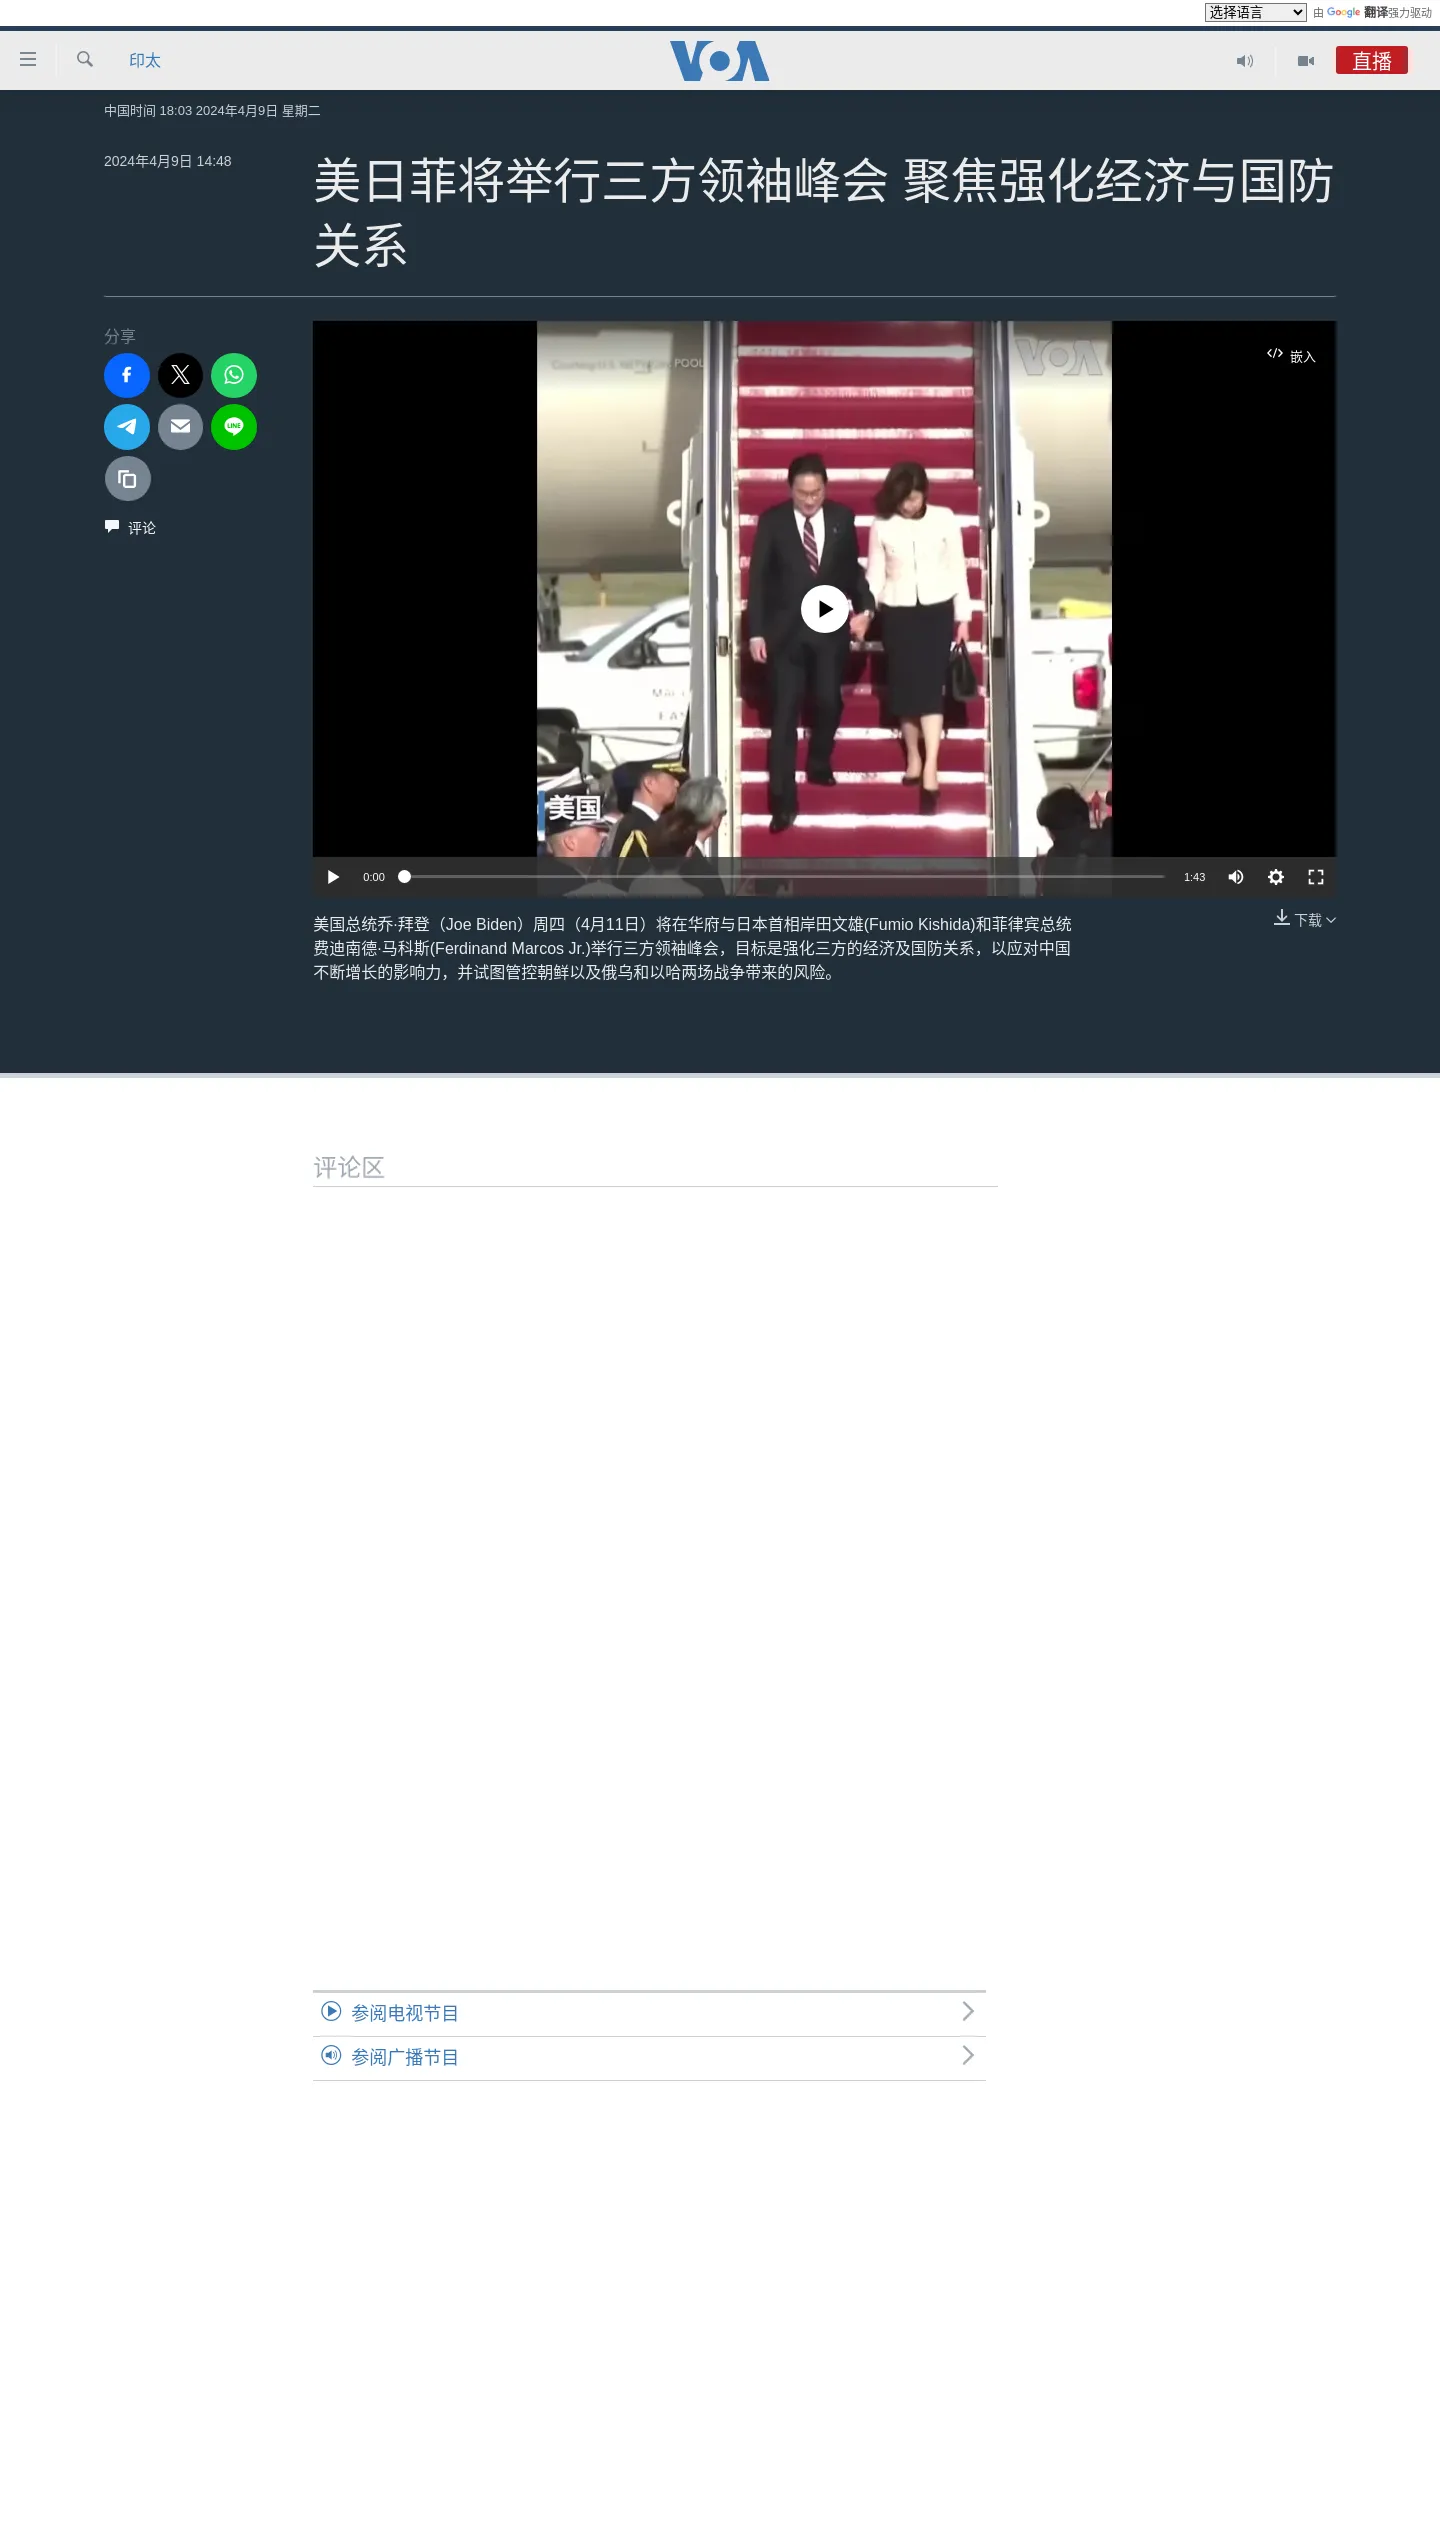 选择语言 由 Google 翻译强力驱动
印太
VOA
直播
中国时间 18:03 2024年4月9日 星期二
2024年4月9日 14:48
美日菲将举行三方领袖峰会 聚焦强化经济与国防
关系
分享
LINE
评论
POOL
VOA
嵌入
美国
0:00
1:43
美国总统乔·拜登（Joe Biden）周四（4月11日）将在华府与日本首相岸田文雄(Fumio Kishida)和菲律宾总统
费迪南德·马科斯(Ferdinand Marcos Jr.)举行三方领袖峰会，目标是强化三方的经济及国防关系，以应对中国
不断增长的影响力，并试图管控朝鲜以及俄乌和以哈两场战争带来的风险。
下载
评论区
参阅电视节目
参阅广播节目